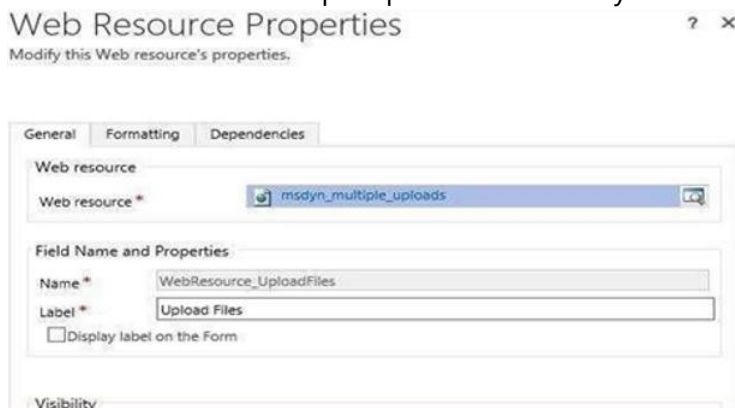 Web Resource Properties
? ×
Modify this Web resource's properties.
General Formatting Dependencies
Web resource
Web resource *
msdyn_multiple_uploads
Field Name and Properties
Name *
WebResource_UploadFiles
Label *
Upload Files
Display label on the Form
Visibility